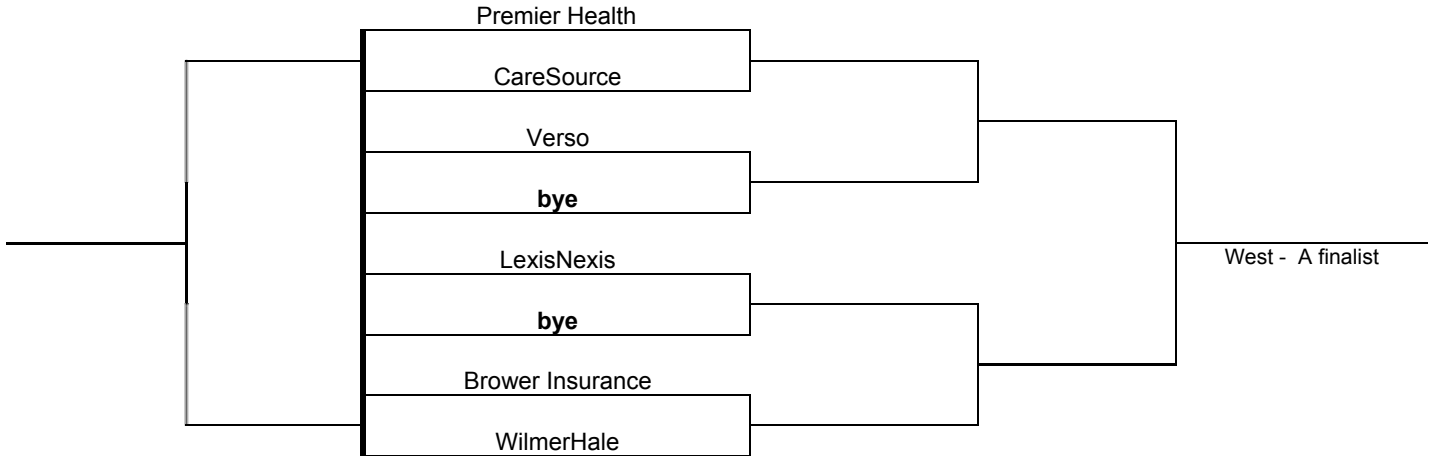 Premier Health
CareSource
Verso
bye
LexisNexis
West - A finalist
bye
Brower Insurance
WilmerHale